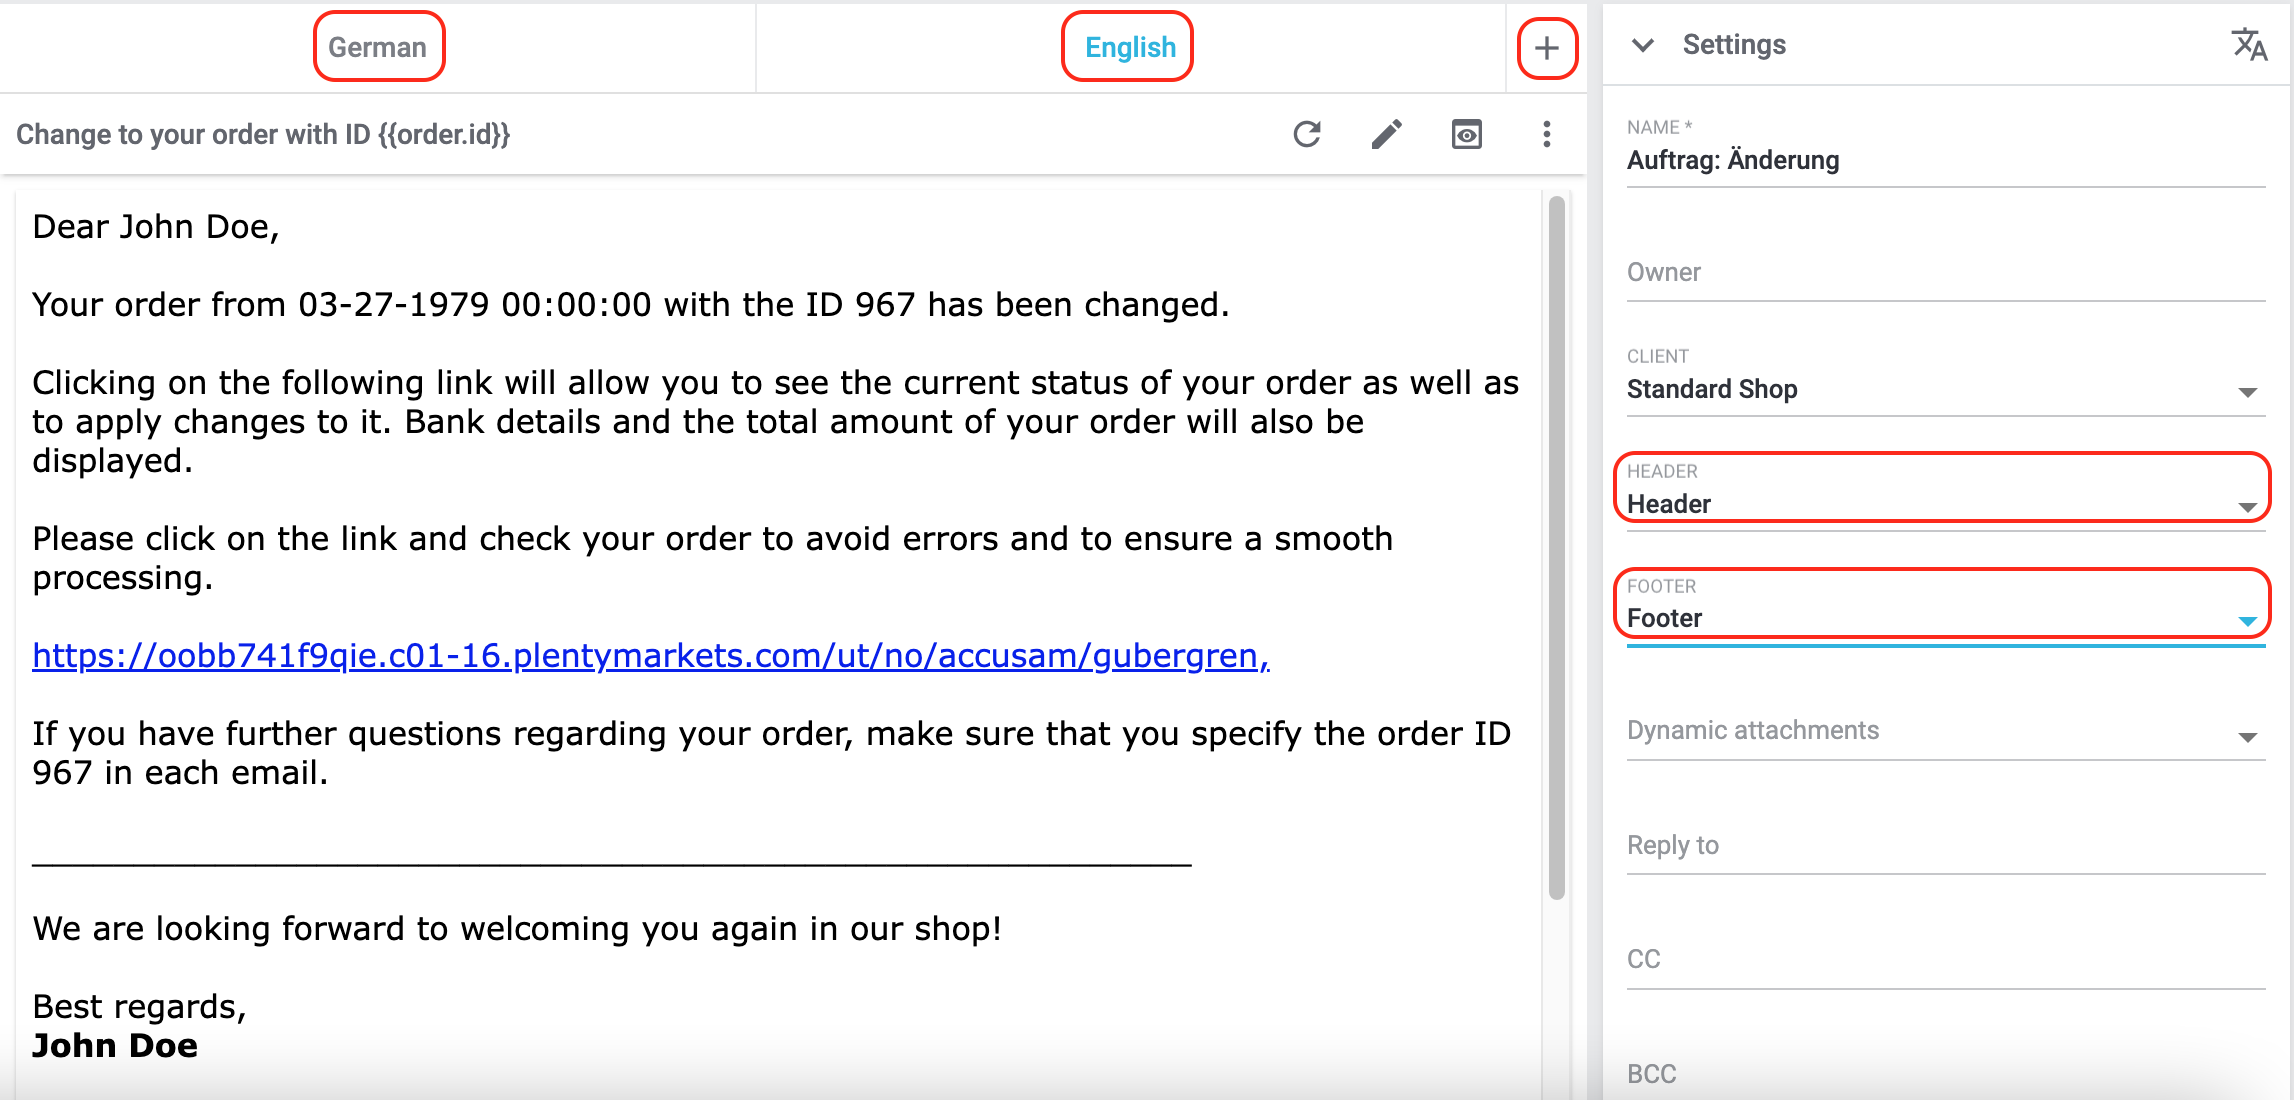 German
English
Change to your order with ID {{order.id}}
Dear John Doe,
Your order from 03-27-1979 00:00:00 with the ID 967 has been changed.
Clicking on the following link will allow you to see the current status of your order as well as
to apply changes to it. Bank details and the total amount of your order will also be
displayed.
Please click on the link and check your order to avoid errors and to ensure a smooth
processing.
https://oobb741f9qie.c01-16.plentymarkets.com/ut/no/accusam/gubergren,
If you have further questions regarding your order, make sure that you specify the order ID
967 in each email.
We are looking forward to welcoming you again in our shop!
Best regards,
John Doe
Settings
NAME *
Auftrag: Änderung
Owner
CLIENT
Standard Shop
HEADER
Header
FOOTER
Footer
Dynamic attachments
Reply to
CC
BCC